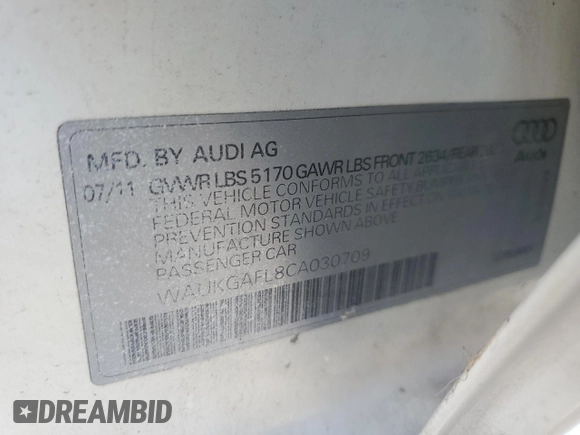 MFD. BY AUDI AG
07/11 GVWR LBS 5170 GAWR LBS FRONT 2634/REAR
THIS VEHICLE CONFORMS TO ALL
FEDERAL MOTOR VEHICLE SAFETY
PREVENTION STANDARDS IN EFFECT
MANUFACTURE SHOWN ABOVE
PASSENGER CAR
WAUKGAFL8CA030709
Audi
DREAMBID